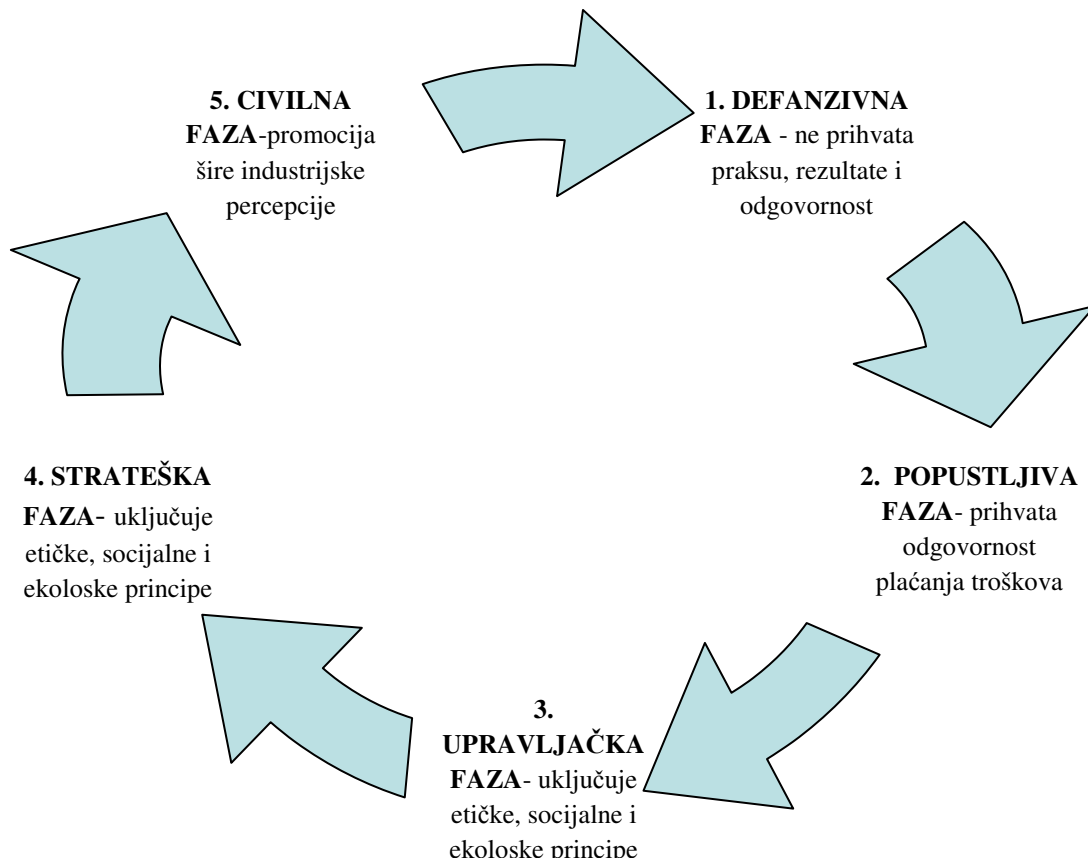 1. DEFANZIVNA
FAZA - ne prihvata
praksu, rezultate i
odgovornost
2. POPUSTLJIVA
FAZA- prihvata
odgovornost
plaćanja troškova
3.
UPRAVLJAČKA
FAZA- uključuje
etičke, socijalne i
ekoloske principe
4. STRATEŠKA
FAZA- uključuje
etičke, socijalne i
ekoloske principe
5. CIVILNA
FAZA-promocija
šire industrijske
percepcije